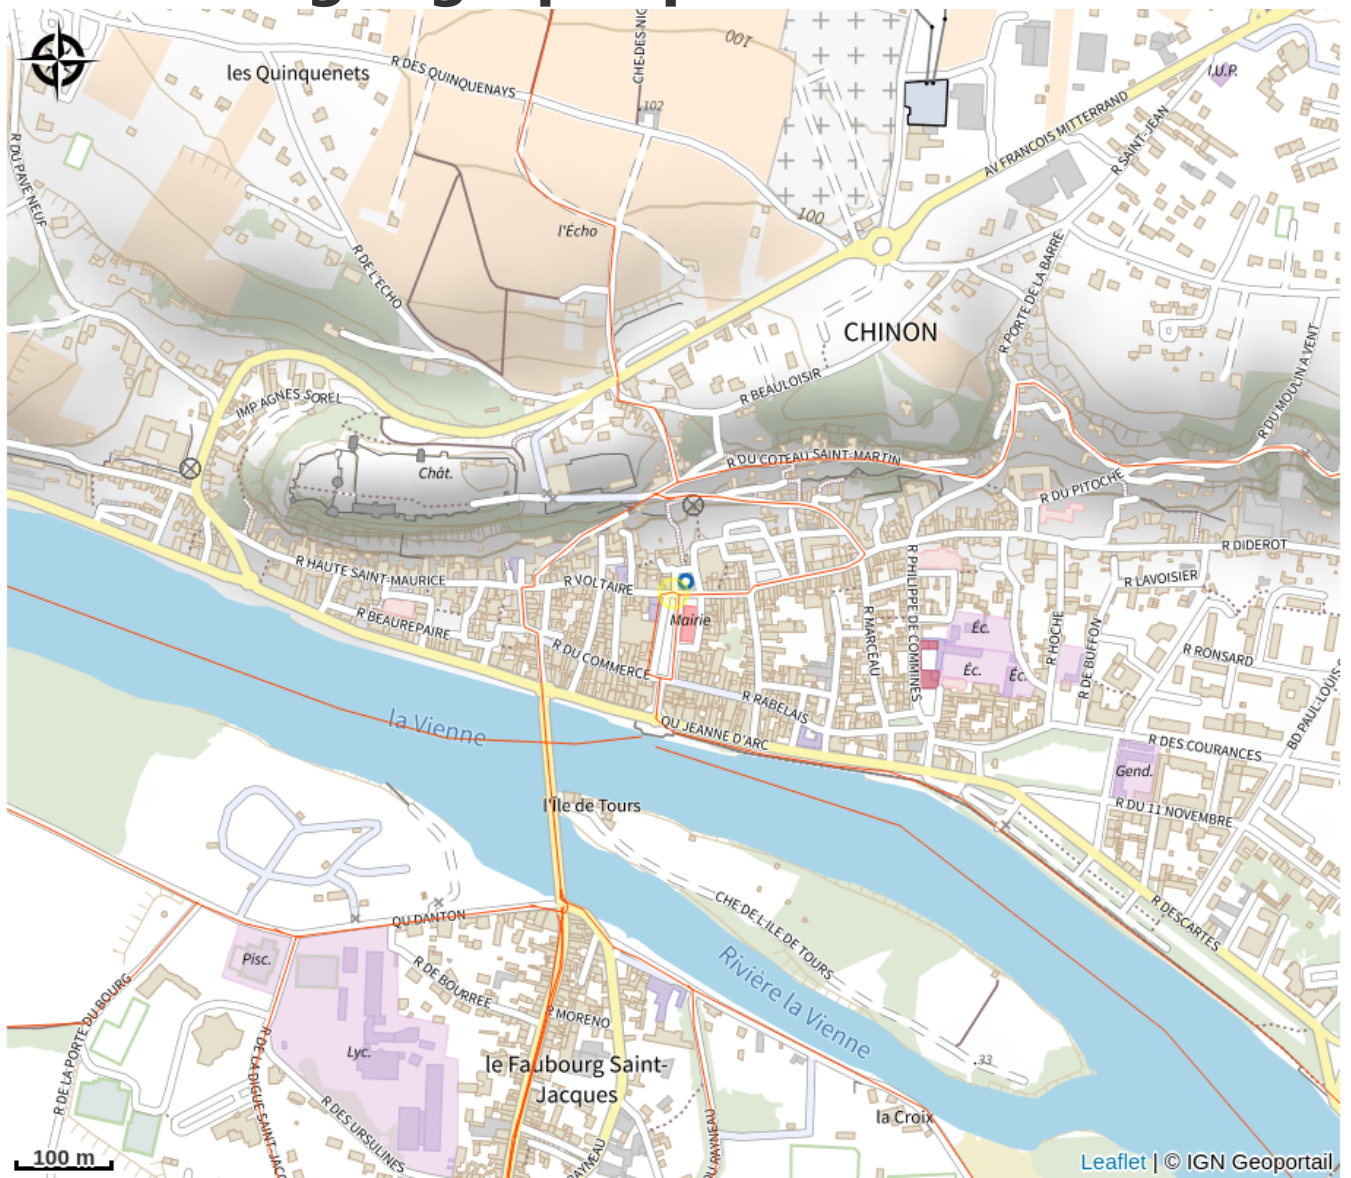 les Quinquenets
R DES QUINQUENAYS
CHE DES NIG
100
102
I.U.P.
AV FRANCOIS MITTERRAND
R SAINT-JEAN
R DU PAVE NEUF
l'Écho
100
R DE L'ECHO
R PORTE DE LA BARRE
CHINON
R DU MOULIN A VENT
R BEAULOISIR
IMP AGNES SOREL
Chât.
R DU COTEAU SAINT-MARTIN
R DU PITOCHE
R DIDEROT
R HAUTE SAINT-MAURICE
R VOLTAIRE
R LAVOISIER
R BEAUREPAIRE
Mairie
R MARCEAU
R PHILIPPE DE COMMINES
Éc.
Éc.
Éc.
R HOCHE
R DE BUFFON
R RONSARD
R DU COMMERCE
R RABELAIS
BD PAUL-LOUIS
la Vienne
QU JEANNE D'ARC
R DES COURANCES
Gend.
R DU 11 NOVEMBRE
l'Île de Tours
R DESCARTES
QU DANTON
CHE DE L'ILE DE TOURS
Pisc.
R DE BOURREE
R MORENO
Rivière la Vienne
R DE LA PORTE DU BOURG
R DE LA DIGUE SAINT-JACQ
Lyc.
le Faubourg Saint-
Jacques
33
R DES URSULINES
la Croix
AYNEAU
DU RAYNEAU
100 m
Leaflet | © IGN Geoportail